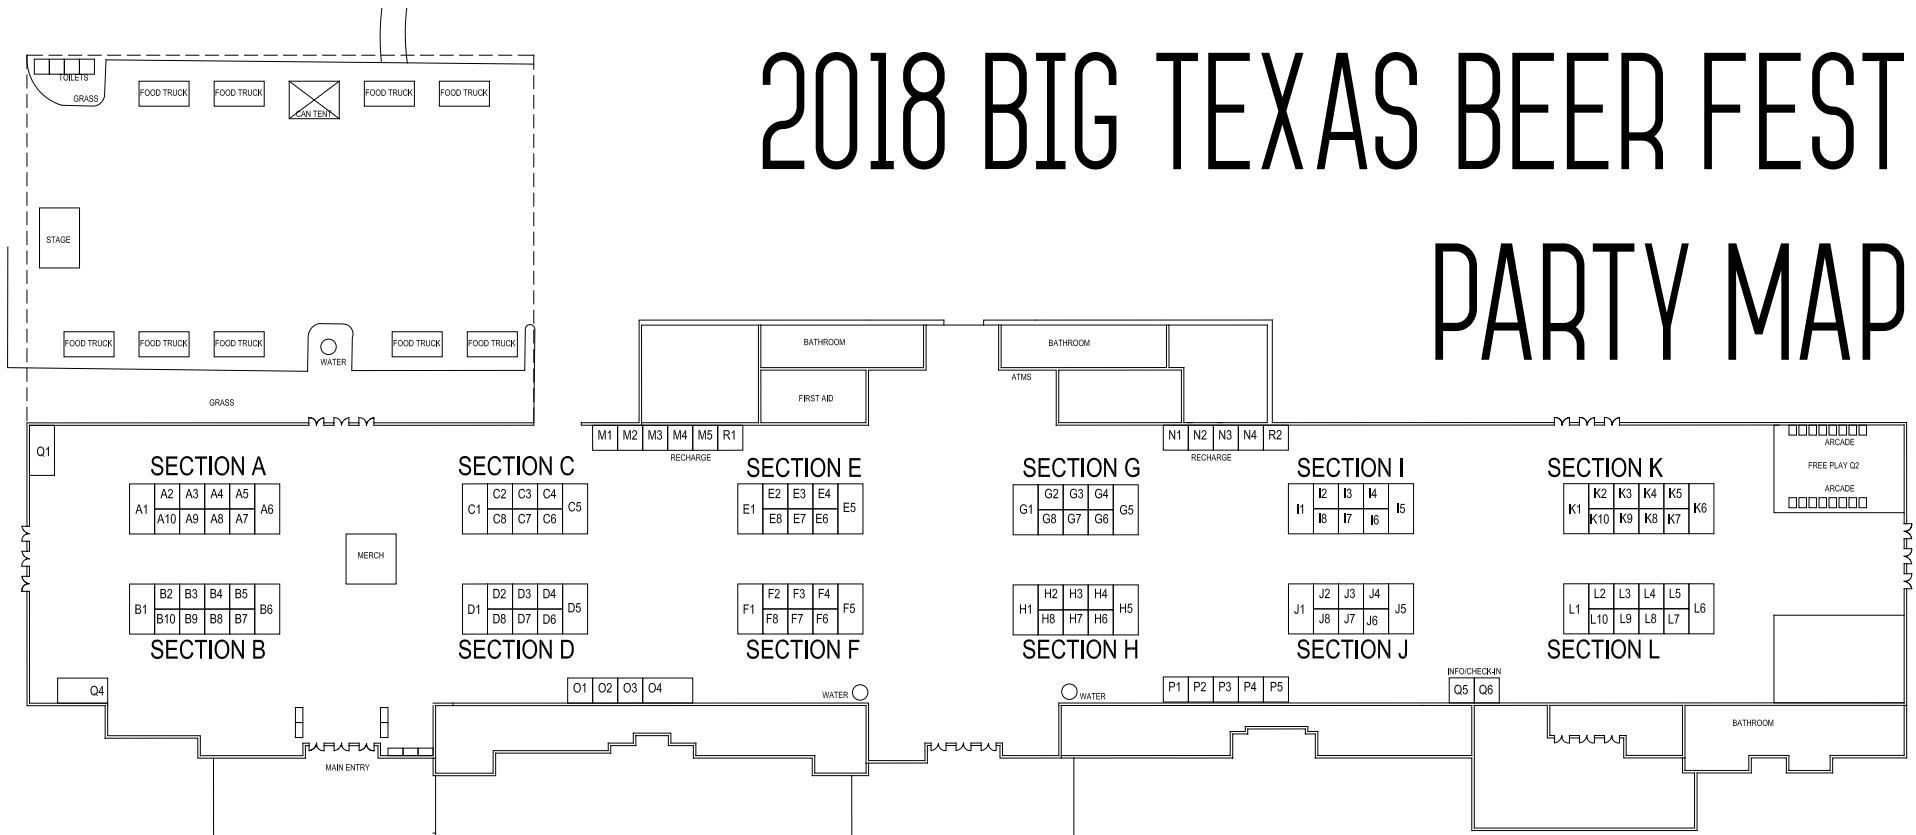 2018 BIG TEXAS BEER FEST
PARTY MAP
TOILETS
GRASS
FOOD TRUCK
FOOD TRUCK
CAN TENT
FOOD TRUCK
FOOD TRUCK
STAGE
FOOD TRUCK
FOOD TRUCK
FOOD TRUCK
WATER
FOOD TRUCK
FOOD TRUCK
GRASS
BATHROOM
FIRST AID
BATHROOM
ATMS
Q1
M1 M2 M3 M4 M5 R1
RECHARGE
N1 N2 N3 N4 R2
RECHARGE
ARCADE
FREE PLAY Q2
ARCADE
SECTION A
A1 A2 A3 A4 A5 A6
A10 A9 A8 A7
SECTION C
C1 C2 C3 C4 C5
C8 C7 C6
SECTION E
E1 E2 E3 E4 E5
E8 E7 E6
SECTION G
G1 G2 G3 G4 G5
G8 G7 G6
SECTION I
I1 I2 I3 I4 I5
I8 I7 I6
SECTION K
K1 K2 K3 K4 K5 K6
K10 K9 K8 K7
MERCH
B1 B2 B3 B4 B5 B6
B10 B9 B8 B7
SECTION B
D1 D2 D3 D4 D5
D8 D7 D6
SECTION D
F1 F2 F3 F4 F5
F8 F7 F6
SECTION F
H1 H2 H3 H4 H5
H8 H7 H6
SECTION H
J1 J2 J3 J4 J5
J8 J7 J6
SECTION J
L1 L2 L3 L4 L5 L6
L10 L9 L8 L7
SECTION L
Q4
O1 O2 O3 O4
WATER
WATER
P1 P2 P3 P4 P5
INFO/CHECK-IN
Q5 Q6
BATHROOM
MAIN ENTRY